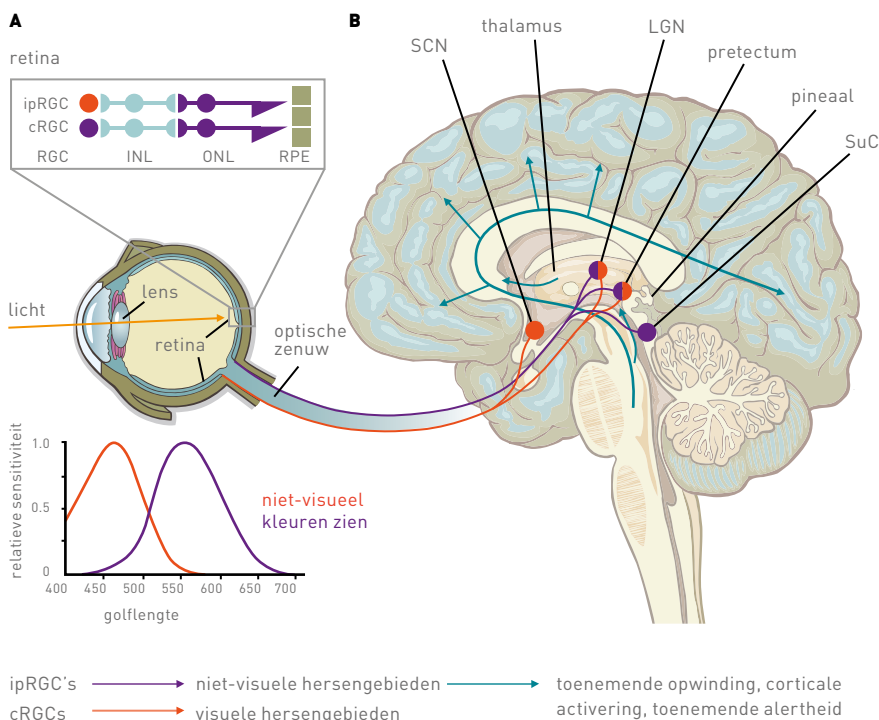 A
retina
ipRGC
cRGC
RGC INL ONL RPE
licht
lens
retina
optische
zenuw
relatieve sensitiviteit
1.0
0.5
0
400 450 500 550 600 650 700
golflengte
niet-visueel
kleuren zien
B
SCN
thalamus
LGN
pretectum
pineaal
SuC
ipRGC's niet-visuele hersengebieden toenemende opwinding, corticale
activering, toenemende alertheid
cRGCs visuele hersengebieden